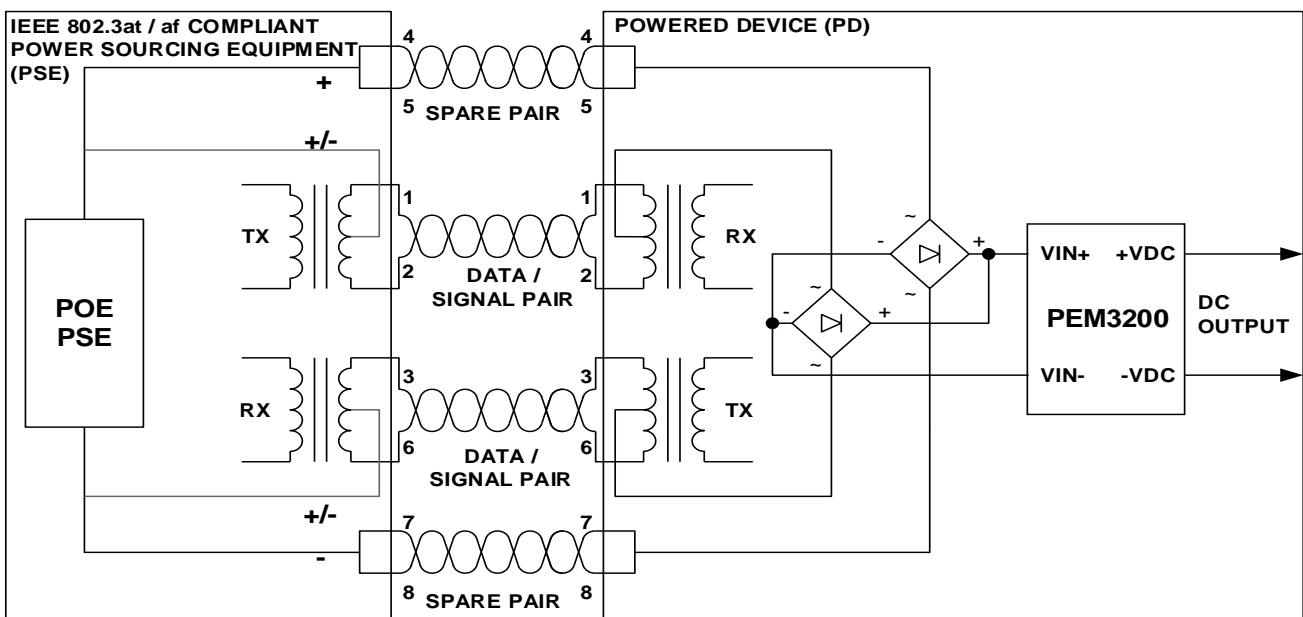 IEEE 802.3at / af COMPLIANT
POWER SOURCING EQUIPMENT
(PSE)
POWERED DEVICE (PD)
+
4
4
5
SPARE PAIR
5
+/-
TX
1
1
RX
2
DATA /
SIGNAL PAIR
2
POE
PSE
~
-
+
~
~
-
+
~
VIN+
+VDC
PEM3200
VIN-
-VDC
DC
OUTPUT
RX
3
3
TX
6
DATA /
SIGNAL PAIR
6
+/-
-
7
7
8
SPARE PAIR
8